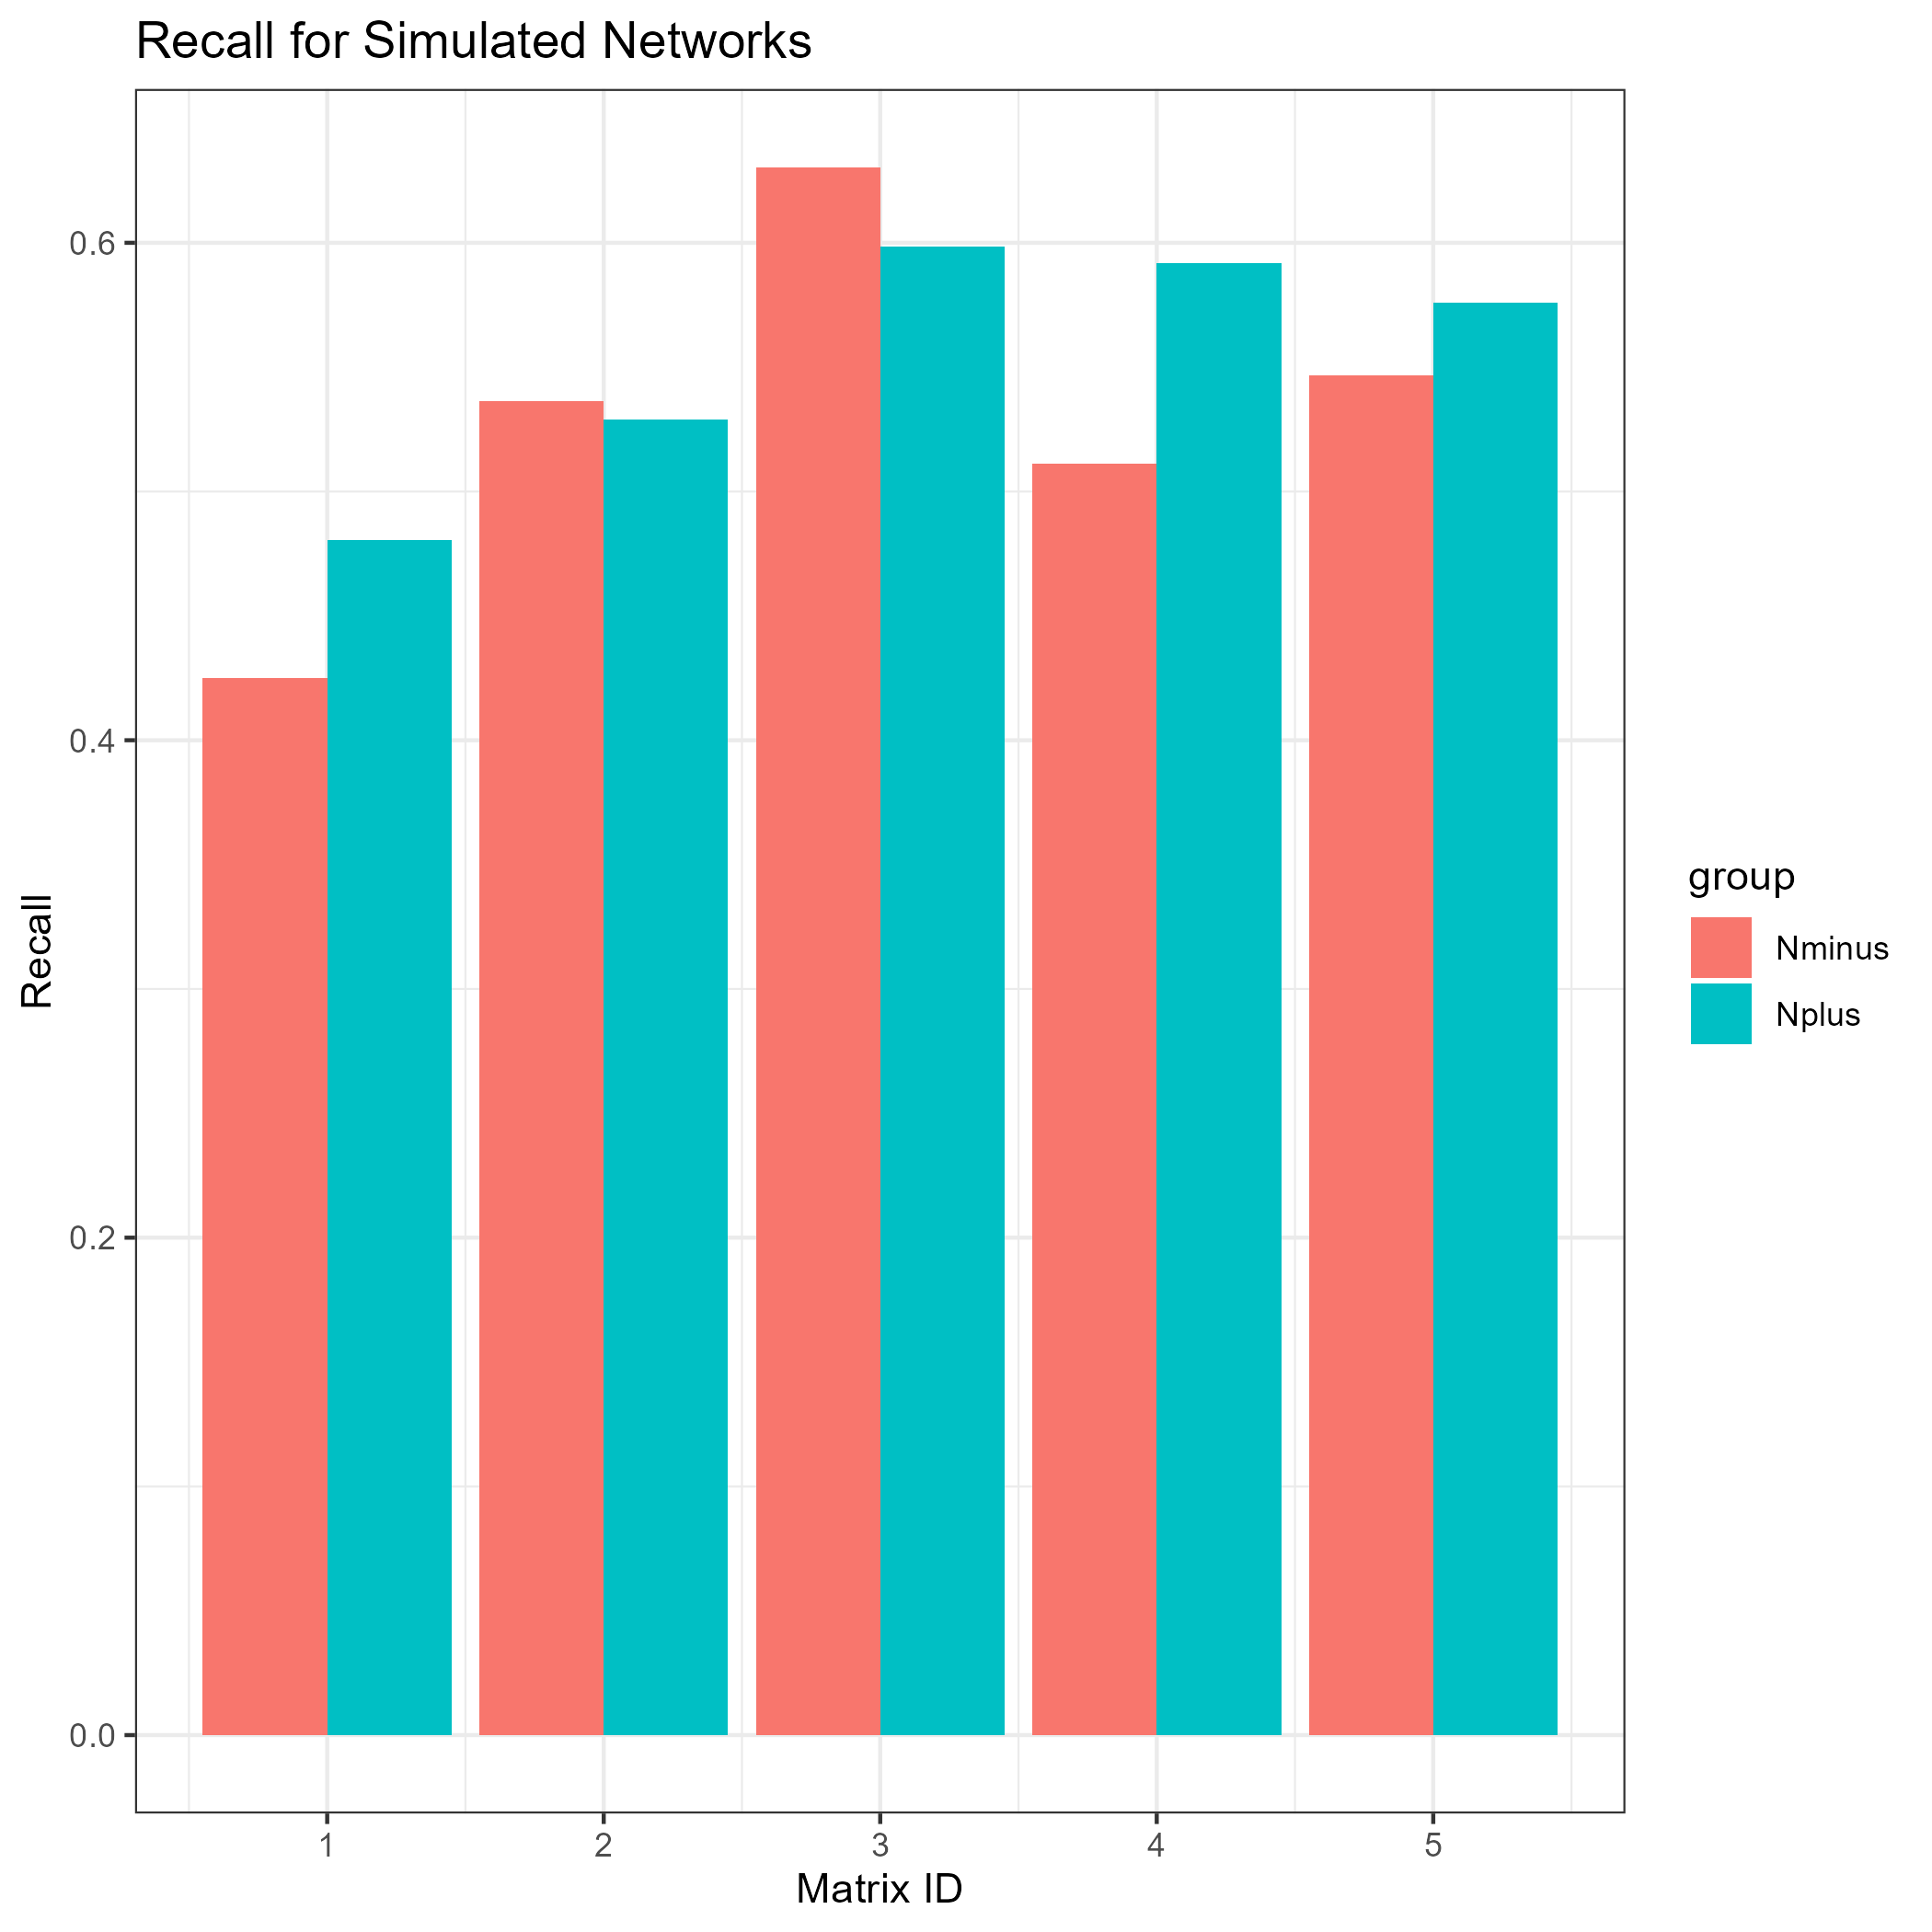 Recall for Simulated Networks
Recall
0.6
0.4
0.2
0.0
1 2 3 4 5
Matrix ID
group
Nminus
Nplus